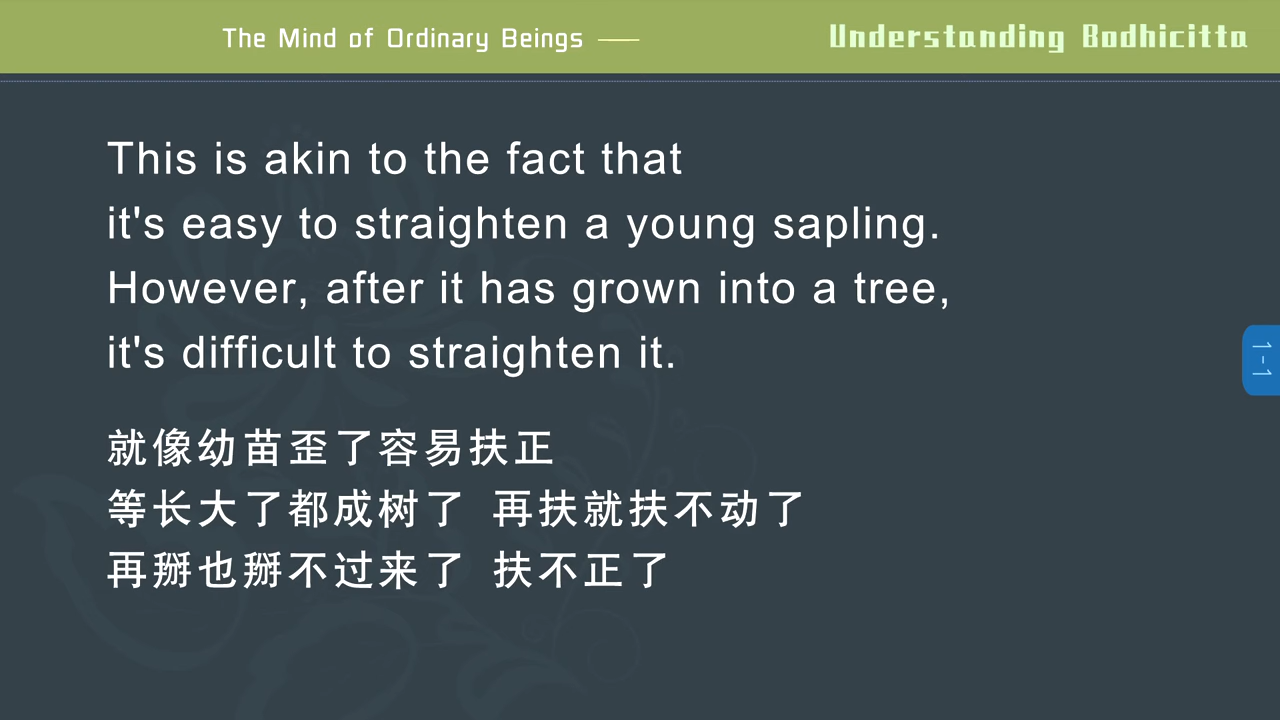 The Mind of Ordinary Beings —
Understanding Bodhicitta
This is akin to the fact that
it's easy to straighten a young sapling.
However, after it has grown into a tree,
it's difficult to straighten it.
1-1
就像幼苗歪了容易扶正
等长大了都成树了 再扶就扶不动了
再掰也掰不过来了 扶不正了